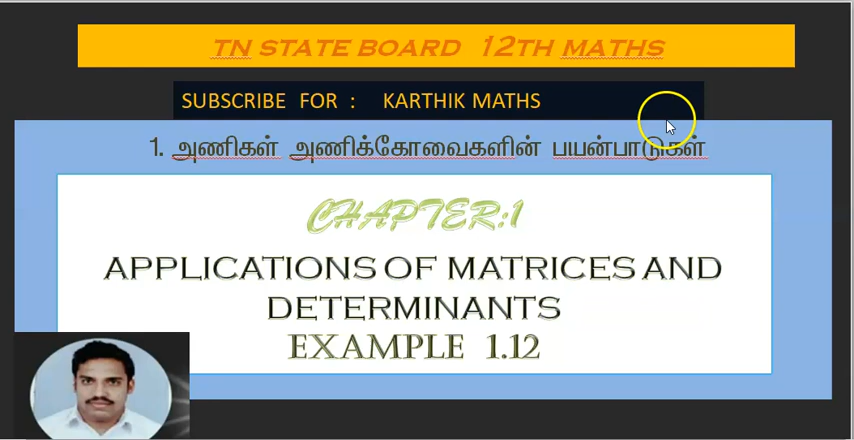 TN STATE BOARD 12TH MATHS
SUBSCRIBE FOR : KARTHIK MATHS
1. அணிகள் அணிக்கோவைகளின் பயன்பாடுகள்
CHAPTER:1
APPLICATIONS OF MATRICES AND
DETERMINANTS
EXAMPLE 1.12